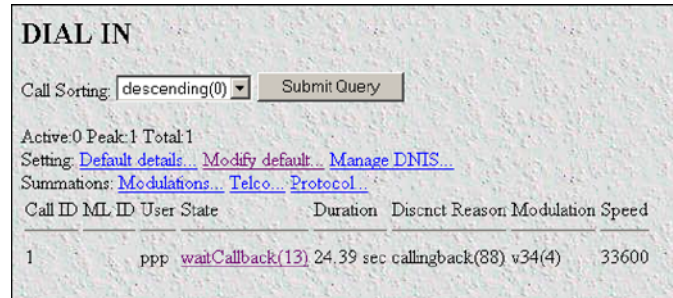 DIAL IN
Call Sorting: descending(0) Submit Query
Active:0 Peak:1 Total:1
Setting: Default details... Modify default... Manage DNIS...
Summations: Modulations... Telco... Protocol...
Call ID ML ID User State Duration Discnct Reason Modulation Speed
1 ppp waitCallback(13) 24.39 sec callingback(88) v34(4) 33600